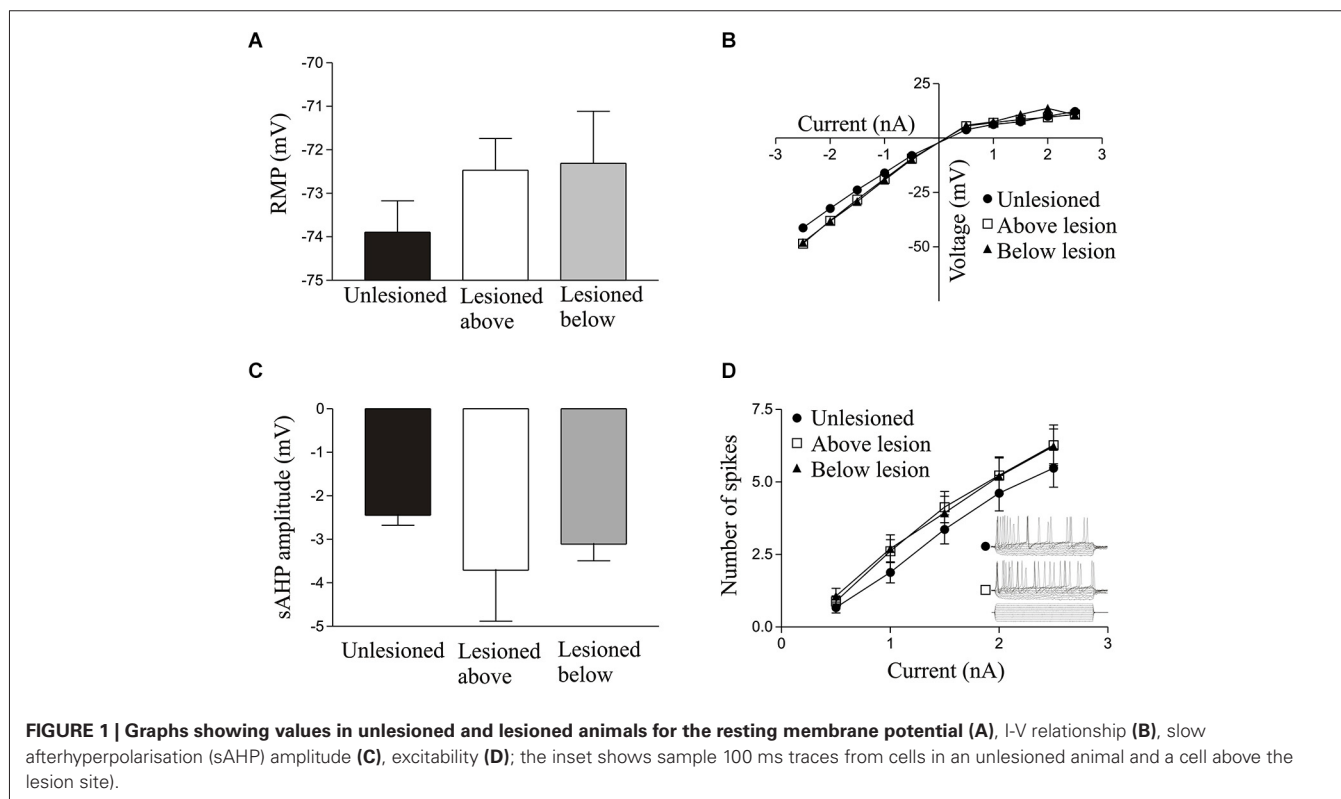 A
-70
-71
-72
-73
-74
-75
RMP (mV)
Unlesioned
Lesioned above
Lesioned below
B
25
Current (nA)
-3
-2
-1
1
2
3
-25
-50
Voltage (mV)
Unlesioned
Above lesion
Below lesion
C
0
-1
-2
-3
-4
-5
sAHP amplitude (mV)
Unlesioned
Lesioned above
Lesioned below
D
7.5
5.0
2.5
0.0
Number of spikes
Unlesioned
Above lesion
Below lesion
0
1
2
3
Current (nA)
FIGURE 1 | Graphs showing values in unlesioned and lesioned animals for the resting membrane potential (A), I-V relationship (B), slow
afterhyperpolarisation (sAHP) amplitude (C), excitability (D); the inset shows sample 100 ms traces from cells in an unlesioned animal and a cell above the
lesion site).